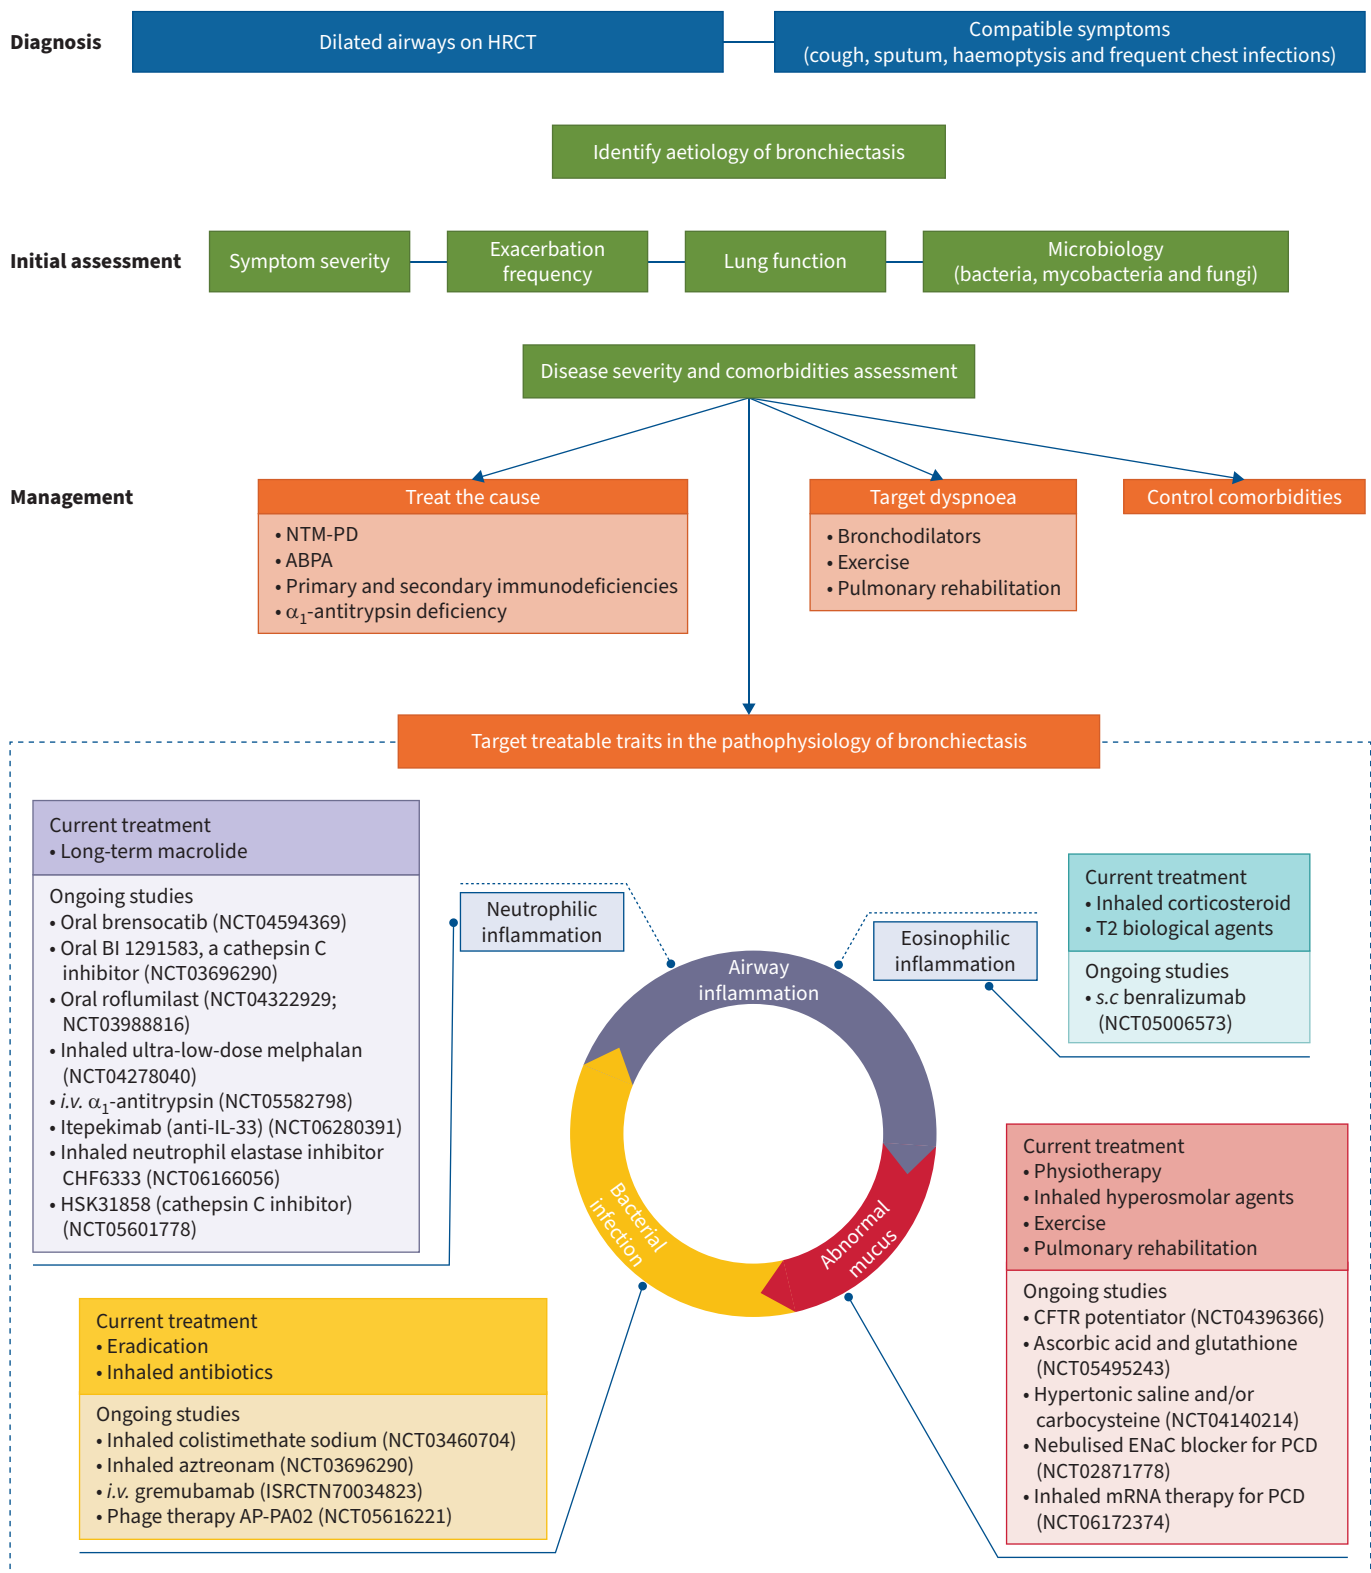 Diagnosis
Dilated airways on HRCT
Compatible symptoms
(cough, sputum, haemoptysis and frequent chest infections)
Identify aetiology of bronchiectasis
Initial assessment
Symptom severity
Exacerbation
frequency
Lung function
Microbiology
(bacteria, mycobacteria and fungi)
Disease severity and comorbidities assessment
Management
Treat the cause
• NTM-PD
• ABPA
• Primary and secondary immunodeficiencies
• α₁-antitrypsin deficiency
Target dyspnoea
• Bronchodilators
• Exercise
• Pulmonary rehabilitation
Control comorbidities
Target treatable traits in the pathophysiology of bronchiectasis
Current treatment
• Long-term macrolide
Ongoing studies
• Oral brensocatib (NCT04594369)
• Oral BI 1291583, a cathepsin C
inhibitor (NCT03696290)
• Oral roflumilast (NCT04322929;
NCT03988816)
• Inhaled ultra-low-dose melphalan
(NCT04278040)
• i.v. α₁-antitrypsin (NCT05582798)
• Itepekimab (anti-IL-33) (NCT06280391)
• Inhaled neutrophil elastase inhibitor
CHF6333 (NCT06166056)
• HSK31858 (cathepsin C inhibitor)
(NCT05601778)
Neutrophilic
inflammation
Eosinophilic
inflammation
Current treatment
• Inhaled corticosteroid
• T2 biological agents
Ongoing studies
• s.c benralizumab
(NCT05006573)
Airway
inflammation
Bacterial
infection
Abnormal
mucus
Current treatment
• Physiotherapy
• Inhaled hyperosmolar agents
• Exercise
• Pulmonary rehabilitation
Ongoing studies
• CFTR potentiator (NCT04396366)
• Ascorbic acid and glutathione
(NCT05495243)
• Hypertonic saline and/or
carbocysteine (NCT04140214)
• Nebulised ENaC blocker for PCD
(NCT02871778)
• Inhaled mRNA therapy for PCD
(NCT06172374)
Current treatment
• Eradication
• Inhaled antibiotics
Ongoing studies
• Inhaled colistimethate sodium (NCT03460704)
• Inhaled aztreonam (NCT03696290)
• i.v. gremubamab (ISRCTN70034823)
• Phage therapy AP-PA02 (NCT05616221)